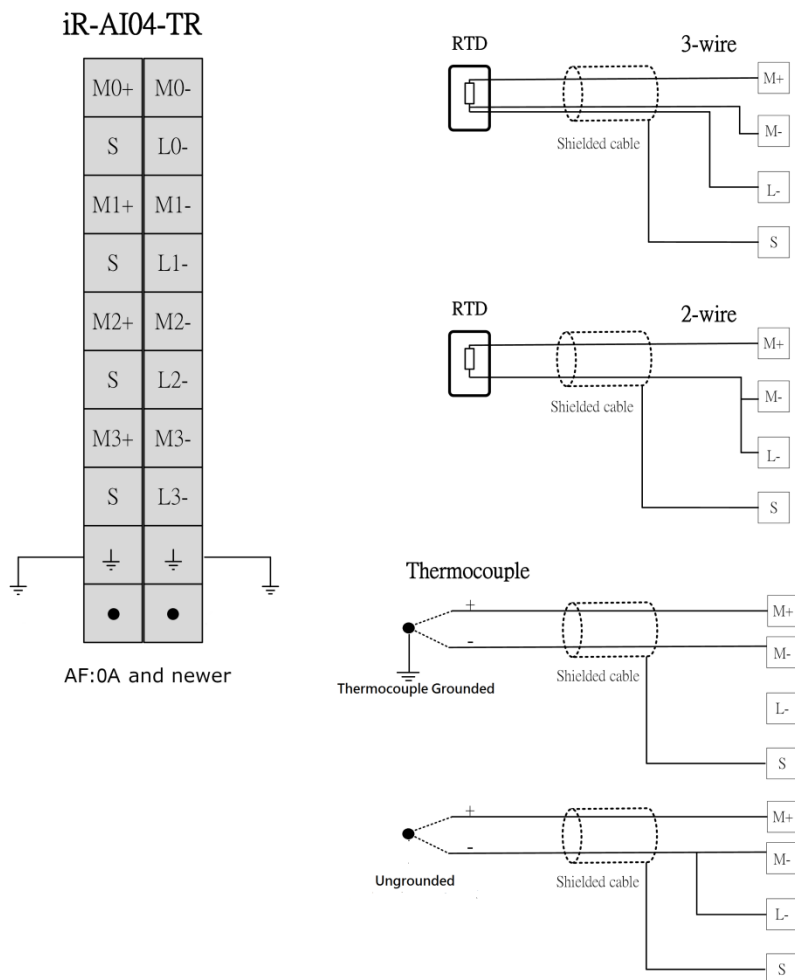 iR-AI04-TR
M0+ M0-
S L0-
M1+ M1-
S L1-
M2+ M2-
S L2-
M3+ M3-
S L3-
AF:0A and newer
RTD
3-wire
M+
M-
Shielded cable
L-
S
RTD
2-wire
M+
M-
Shielded cable
L-
S
Thermocouple
+
M+
-
M-
Shielded cable
Thermocouple Grounded
L-
S
+
M+
-
M-
Ungrounded
Shielded cable
L-
S